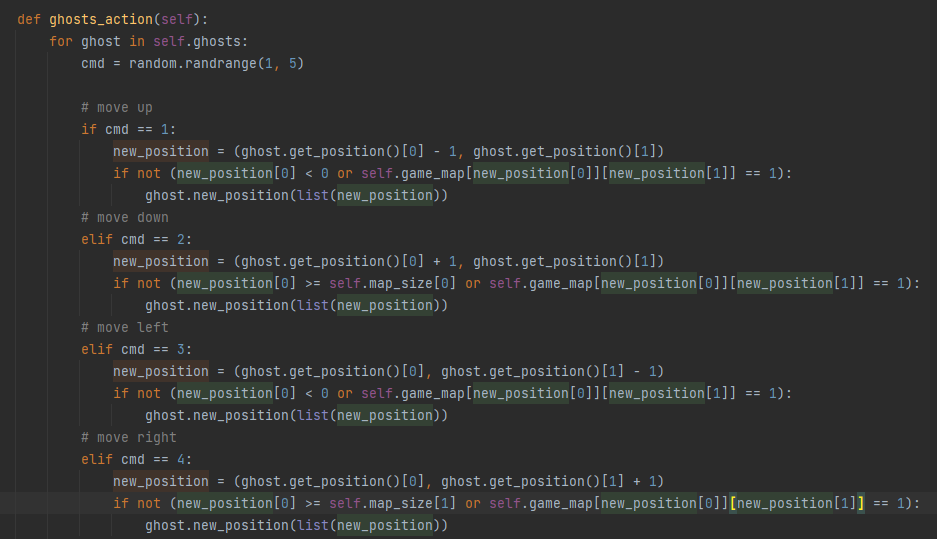 def ghosts_action(self):
    for ghost in self.ghosts:
        cmd = random.randrange(1, 5)

        # move up
        if cmd == 1:
            new_position = (ghost.get_position()[0] - 1, ghost.get_position()[1])
            if not (new_position[0] < 0 or self.game_map[new_position[0]][new_position[1]] == 1):
                ghost.new_position(list(new_position))
        # move down
        elif cmd == 2:
            new_position = (ghost.get_position()[0] + 1, ghost.get_position()[1])
            if not (new_position[0] >= self.map_size[0] or self.game_map[new_position[0]][new_position[1]] == 1):
                ghost.new_position(list(new_position))
        # move left
        elif cmd == 3:
            new_position = (ghost.get_position()[0], ghost.get_position()[1] - 1)
            if not (new_position[0] < 0 or self.game_map[new_position[0]][new_position[1]] == 1):
                ghost.new_position(list(new_position))
        # move right
        elif cmd == 4:
            new_position = (ghost.get_position()[0], ghost.get_position()[1] + 1)
            if not (new_position[0] >= self.map_size[1] or self.game_map[new_position[0]][new_position[1]] == 1):
                ghost.new_position(list(new_position))